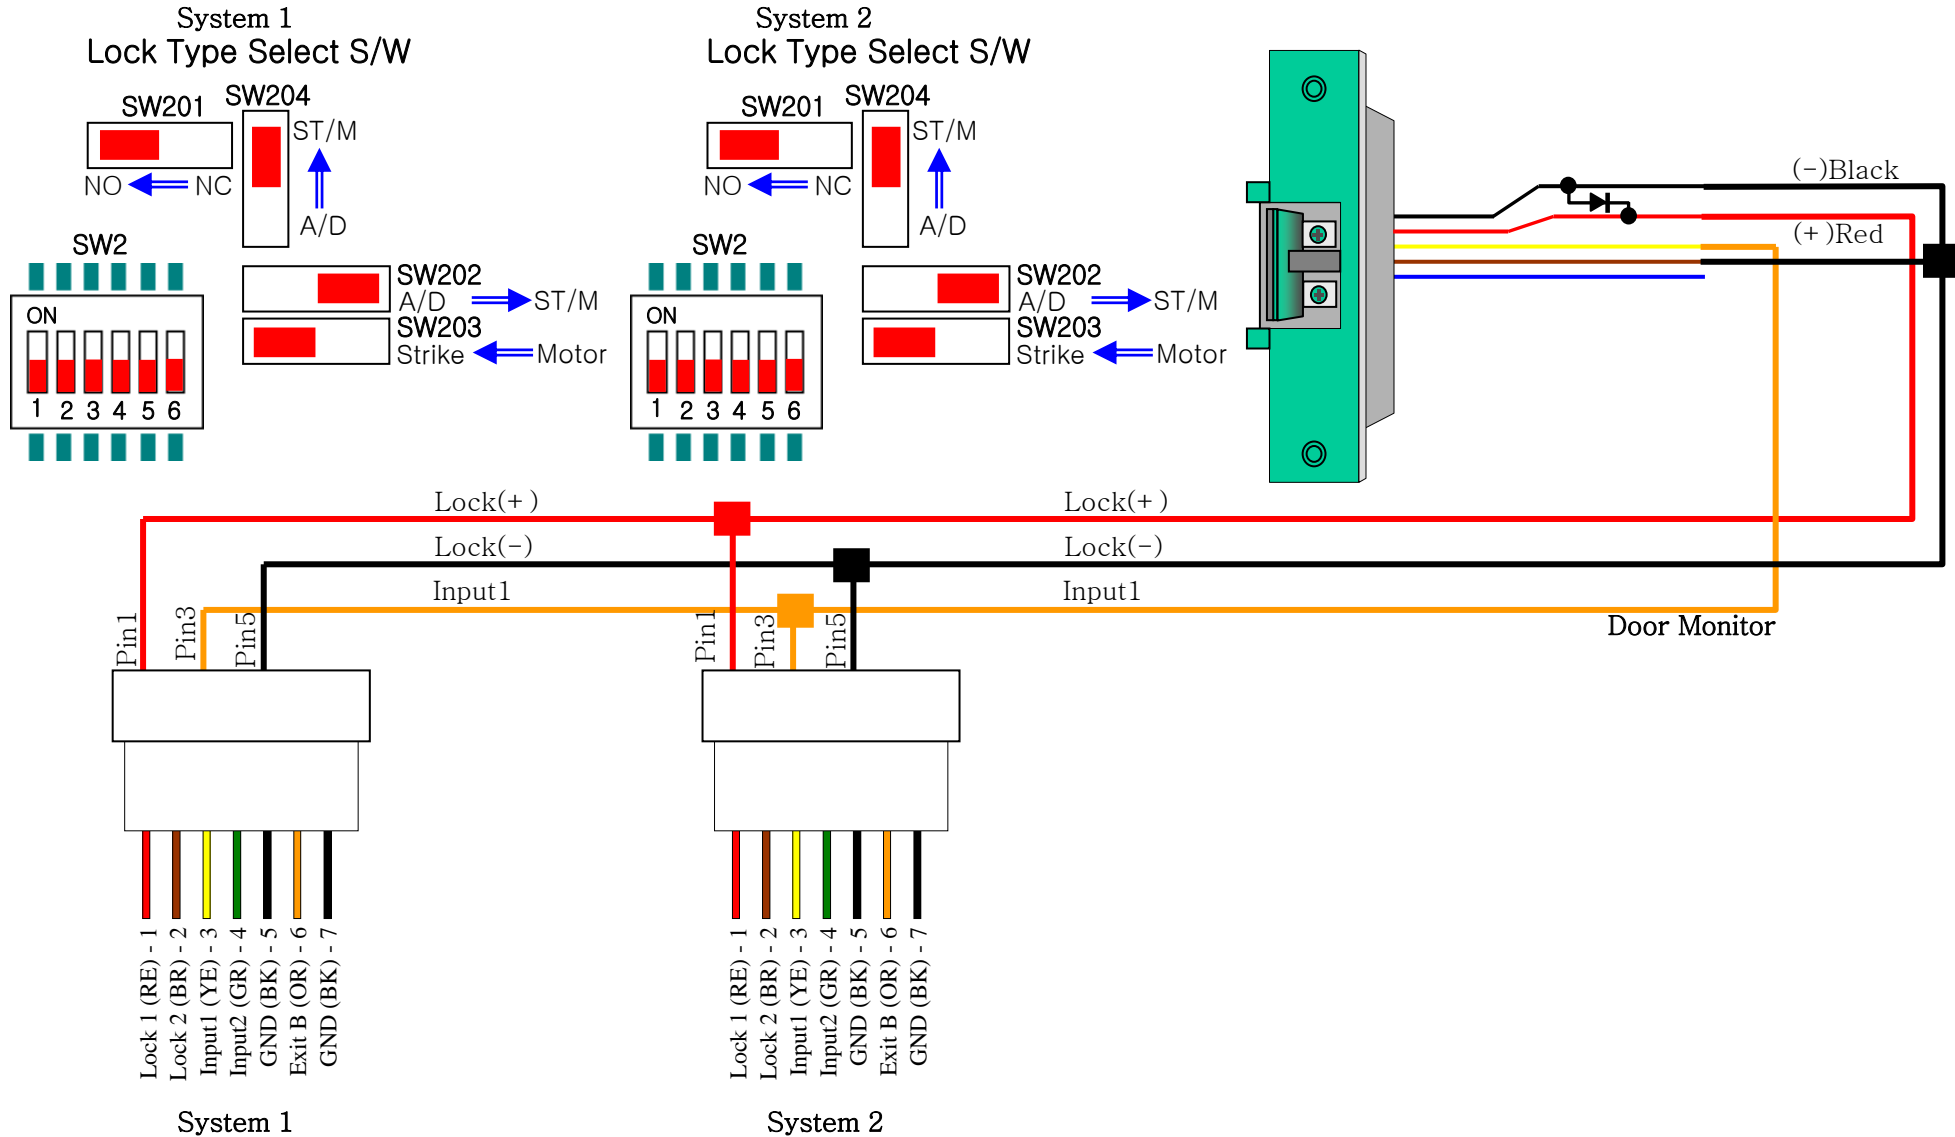 System 1
Lock Type Select S/W
SW201
SW204
ST/M
NO
NC
A/D
SW2
ON
1 2 3 4 5 6
SW202
A/D
ST/M
SW203
Strike
Motor
System 2
Lock Type Select S/W
SW201
SW204
ST/M
NO
NC
A/D
SW2
ON
1 2 3 4 5 6
SW202
A/D
ST/M
SW203
Strike
Motor
(-)Black
(+)Red
Lock(+)
Lock(+)
Lock(-)
Lock(-)
Input1
Input1
Door Monitor
Pin1
Pin3
Pin5
Pin1
Pin3
Pin5
Lock 1 (RE) - 1
Lock 2 (BR) - 2
Input1 (YE) - 3
Input2 (GR) - 4
GND (BK) - 5
Exit B (OR) - 6
GND (BK) - 7
System 1
Lock 1 (RE) - 1
Lock 2 (BR) - 2
Input1 (YE) - 3
Input2 (GR) - 4
GND (BK) - 5
Exit B (OR) - 6
GND (BK) - 7
System 2